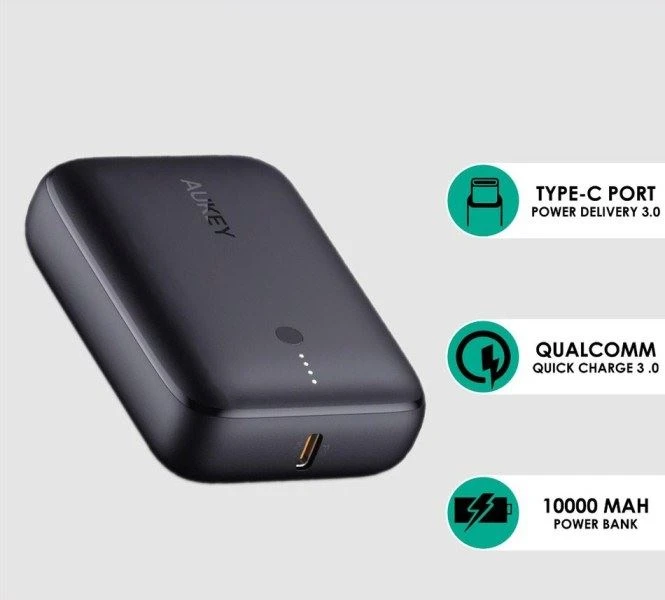 AUKEY
TYPE-C PORT
POWER DELIVERY 3.0
QUALCOMM
QUICK CHARGE 3 .0
10000 MAH
POWER BANK